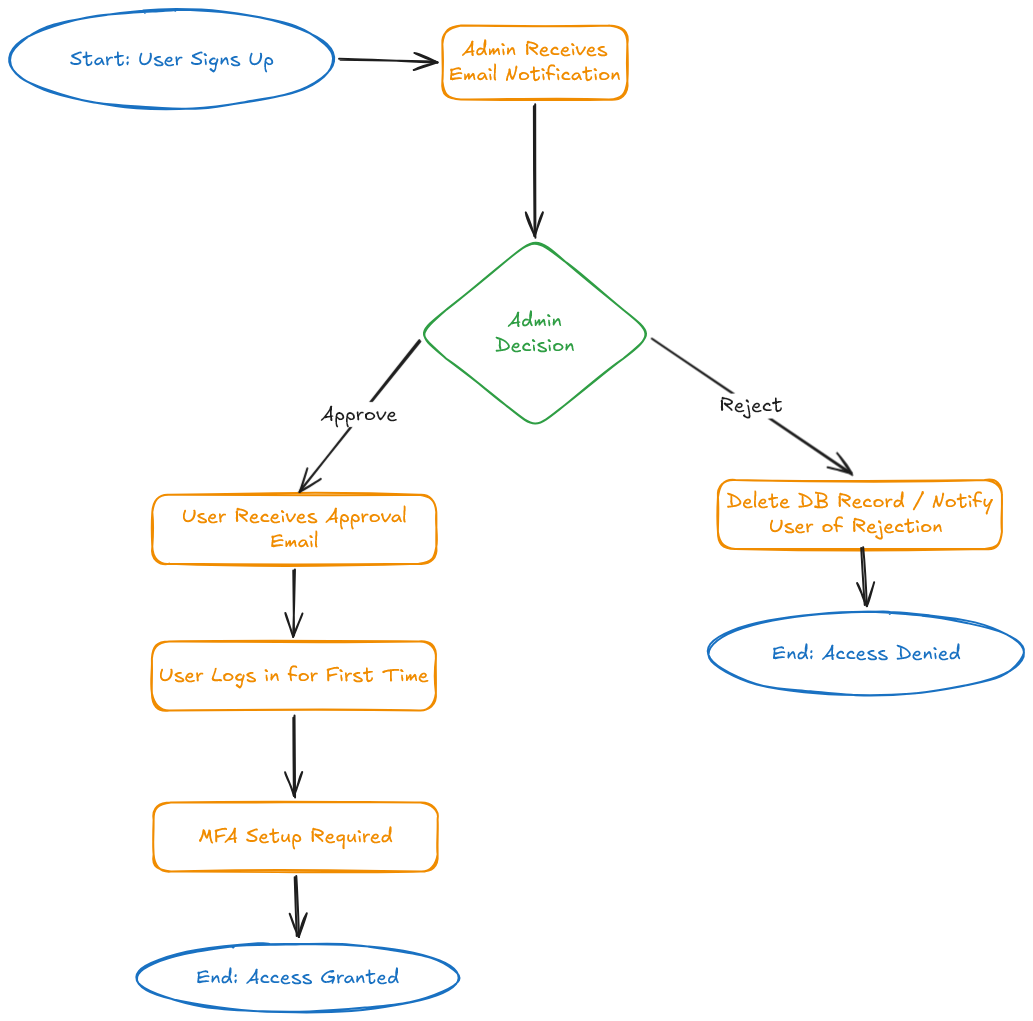 Start: User Signs Up
Admin Receives
Email Notification
Admin
Decision
Approve
Reject
User Receives Approval
Email
Delete DB Record / Notify
User of Rejection
User Logs in for First Time
End: Access Denied
MFA Setup Required
End: Access Granted